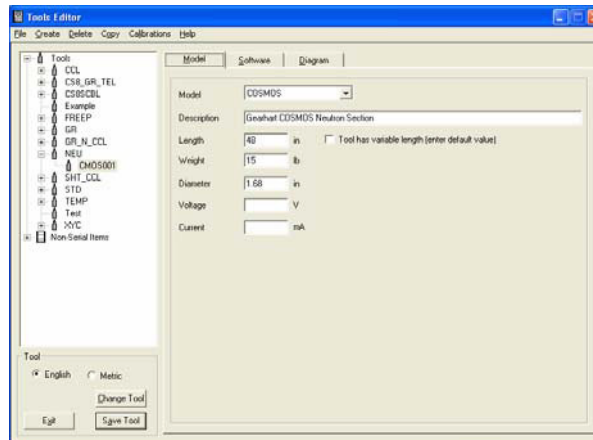 Tools Editor
File Create Delete Copy Calibrations Help
Tools
CCL
CS8_GR_TEL
CS8SCBL
Example
FREEP
GR
GR_N_CCL
NEU
CMOS001
SHT_CCL
STD
TEMP
Test
XYC
Non-Serial Items
Tool
English Metric
Change Tool
Exit Save Tool
Model Software Diagram
Model COSMOS
Description Gearhart COSMOS Neutron Section
Length 48 in Tool has variable length (enter default value)
Weight 15 lb
Diameter 1.68 in
Voltage V
Current mA